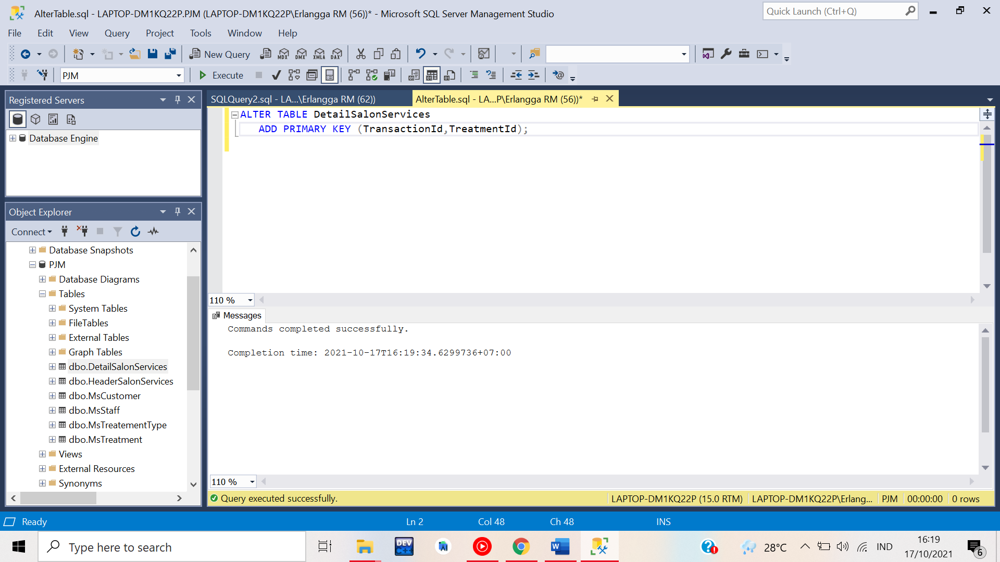 AlterTable.sql - LAPTOP-DM1KQ22P.PJM (LAPTOP-DM1KQ22P\Erlangga RM (56))* - Microsoft SQL Server Management Studio
Quick Launch (Ctrl+Q)
File Edit View Query Project Tools Window Help
New Query MDX DMX XMLA DAX
PJM
Execute
Registered Servers
Database Engine
Object Explorer
Connect
Database Snapshots
PJM
Database Diagrams
Tables
System Tables
FileTables
External Tables
Graph Tables
dbo.DetailSalonServices
dbo.HeaderSalonServices
dbo.MsCustomer
dbo.MsStaff
dbo.MsTreatementType
dbo.MsTreatment
Views
External Resources
Synonyms
SQLQuery2.sql - LA...\Erlangga RM (62))
AlterTable.sql - LA...P\Erlangga RM (56))*
ALTER TABLE DetailSalonServices
ADD PRIMARY KEY (TransactionId,TreatmentId);
110 %
Messages
Commands completed successfully.
Completion time: 2021-10-17T16:19:34.6299736+07:00
110 %
Query executed successfully.
LAPTOP-DM1KQ22P (15.0 RTM)
LAPTOP-DM1KQ22P\Erlang...
PJM
00:00:00
0 rows
Ready
Ln 2
Col 48
Ch 48
INS
Type here to search
DEV C++
W
28°C
IND
16:19
17/10/2021
6